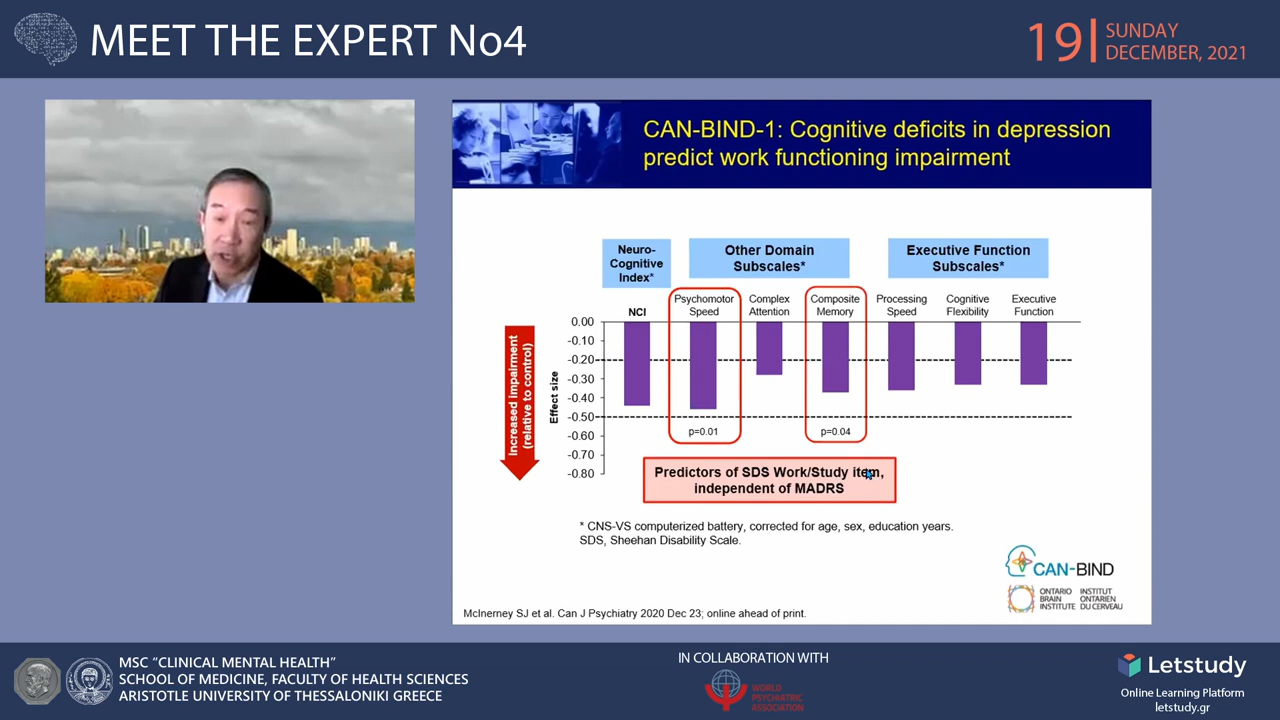 MEET THE EXPERT No4
19
SUNDAY
DECEMBER, 2021
CAN-BIND-1: Cognitive deficits in depression
predict work functioning impairment
Neuro-
Cognitive
Index*
Other Domain
Subscales*
Executive Function
Subscales*
NCI
Psychomotor
Speed
Complex
Attention
Composite
Memory
Processing
Speed
Cognitive
Flexibility
Executive
Function
Increased impairment
(relative to control)
Effect size
0.00
-0.10
-0.20
-0.30
-0.40
-0.50
-0.60
-0.70
-0.80
p=0.01
p=0.04
Predictors of SDS Work/Study item,
independent of MADRS
* CNS-VS computerized battery, corrected for age, sex, education years.
SDS, Sheehan Disability Scale.
CAN-BIND
ONTARIO
BRAIN
INSTITUTE
INSTITUT
ONTARIEN
DU CERVEAU
McInerney SJ et al. Can J Psychiatry 2020 Dec 23; online ahead of print.
MSC “CLINICAL MENTAL HEALTH”
SCHOOL OF MEDICINE, FACULTY OF HEALTH SCIENCES
ARISTOTLE UNIVERSITY OF THESSALONIKI GREECE
IN COLLABORATION WITH
WORLD
PSYCHIATRIC
ASSOCIATION
Letstudy
Online Learning Platform
letstudy.gr